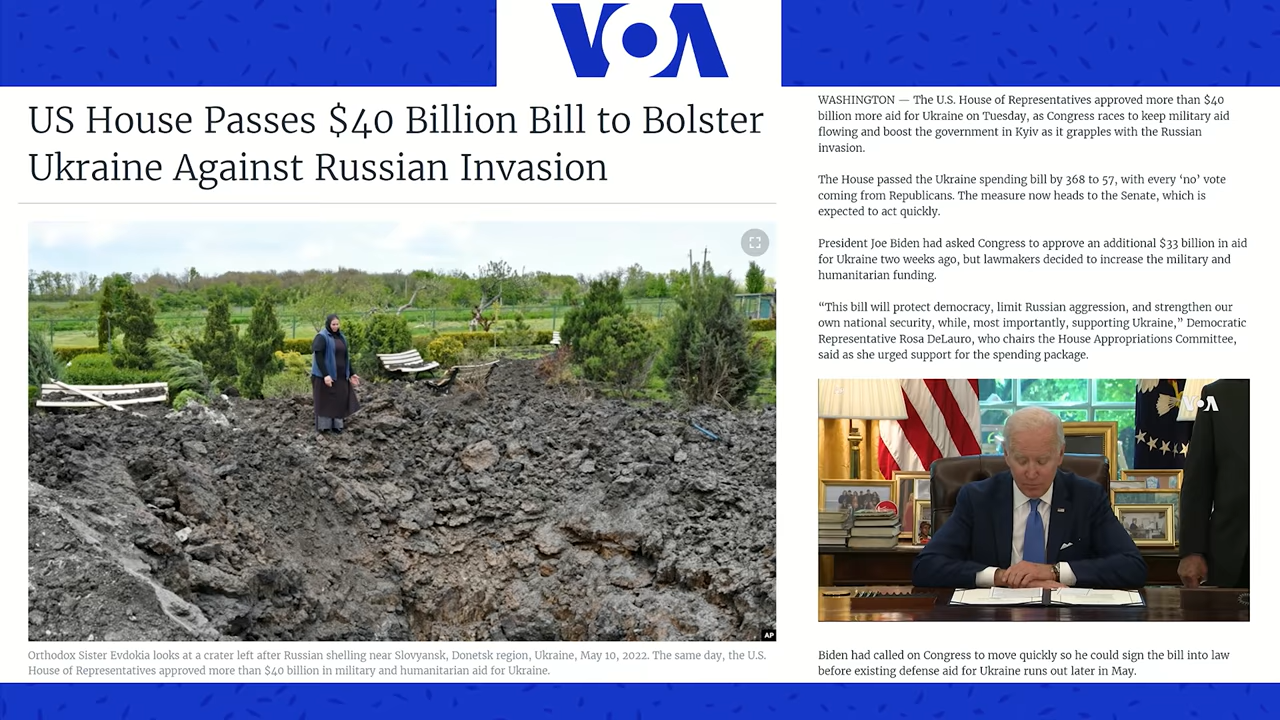 VOA
US House Passes $40 Billion Bill to Bolster
Ukraine Against Russian Invasion
AP
Orthodox Sister Evdokia looks at a crater left after Russian shelling near Slovyansk, Donetsk region, Ukraine, May 10, 2022. The same day, the U.S.
House of Representatives approved more than $40 billion in military and humanitarian aid for Ukraine.
WASHINGTON — The U.S. House of Representatives approved more than $40
billion more aid for Ukraine on Tuesday, as Congress races to keep military aid
flowing and boost the government in Kyiv as it grapples with the Russian
invasion.
The House passed the Ukraine spending bill by 368 to 57, with every ‘no’ vote
coming from Republicans. The measure now heads to the Senate, which is
expected to act quickly.
President Joe Biden had asked Congress to approve an additional $33 billion in aid
for Ukraine two weeks ago, but lawmakers decided to increase the military and
humanitarian funding.
“This bill will protect democracy, limit Russian aggression, and strengthen our
own national security, while, most importantly, supporting Ukraine,” Democratic
Representative Rosa DeLauro, who chairs the House Appropriations Committee,
said as she urged support for the spending package.
VOA
Biden had called on Congress to move quickly so he could sign the bill into law
before existing defense aid for Ukraine runs out later in May.